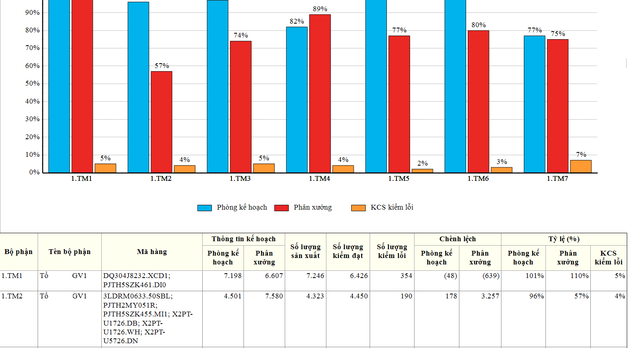 90%
80%
70%
60%
50%
40%
30%
20%
10%
0%
5%
57%
4%
74%
5%
82%
89%
4%
77%
2%
80%
3%
77%
75%
7%
1.TM1 1.TM2 1.TM3 1.TM4 1.TM5 1.TM6 1.TM7
Phòng kế hoạch Phân xưởng KCS kiểm lỗi
Bộ phận Tên bộ phận Mã hàng Thông tin kế hoạch Số lượng sản xuất Số lượng kiểm đạt Số lượng kiểm lỗi Chênh lệch Tỷ lệ (%)
Phòng kế hoạch Phân xưởng Phòng kế hoạch Phân xưởng Phòng kế hoạch Phân xưởng KCS kiểm lỗi
1.TM1 Tổ GV1 DQ304J8232.XCD1; 7.198 6.607 7.246 6.426 354 (48) (639) 101% 110% 5%
PJTH5SZK461.DI0
1.TM2 Tổ GV1 3LDRM0633.50SBL; 4.501 7.580 4.323 4.450 190 178 3.257 96% 57% 4%
PJTH2MY051R;
PJTH5SZK455.MI1; X2PT-
U1726.DB; X2PT-
U1726.WH; X2PT-
U5726.DN